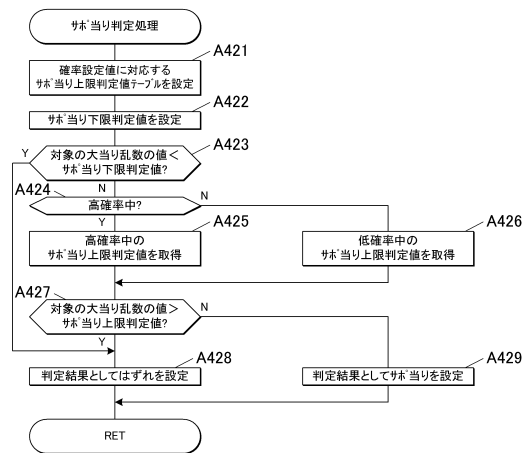 サポ当り判定処理
A421
確率設定値に対応する
サポ当り上限判定値テーブルを設定
A422
サポ当り下限判定値を設定
A423
Y
対象の大当り乱数の値＜
サポ当り下限判定値?
N
A424
高確率中?
N
Y
A425
高確率中の
サポ当り上限判定値を取得
A426
低確率中の
サポ当り上限判定値を取得
A427
対象の大当り乱数の値＞
サポ当り上限判定値?
N
Y
A428
判定結果としてはずれを設定
A429
判定結果としてサポ当りを設定
RET